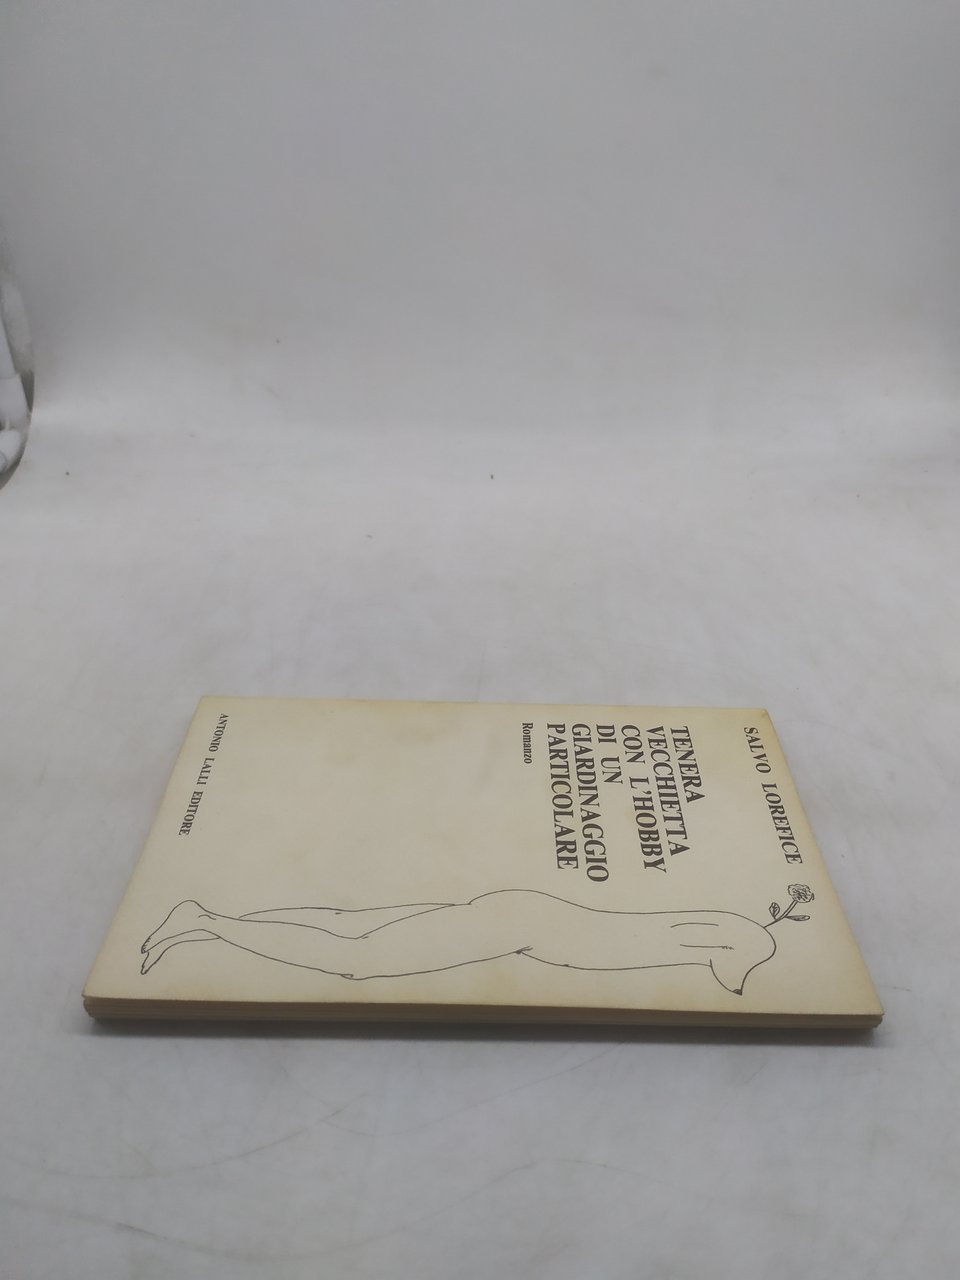 SALVO LOREFICE
TENERA
VECCHIETTA
CON L'HOBBY
DI UN
GIARDINAGGIO
PARTICOLARE
Romanzo
ANTONIO LALLI EDITORE